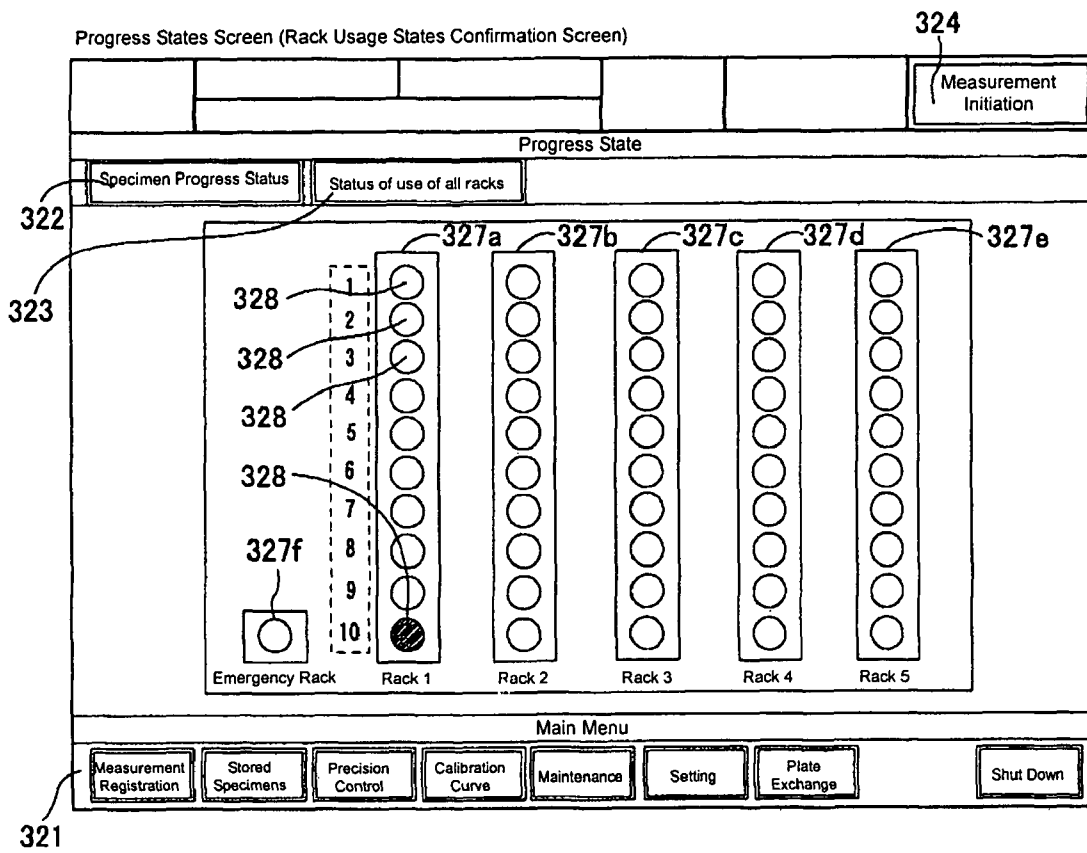 324
Progress States Screen (Rack Usage States Confirmation Screen)
Measurement
Initiation
Progress State
Specimen Progress Status
Status of use of all racks
322
323
327a
327b
327c
327d
327e
328
328
328
328
327f
1
2
3
4
5
6
7
8
9
10
Emergency Rack
Rack 1
Rack 2
Rack 3
Rack 4
Rack 5
Main Menu
Measurement
Registration
Stored
Specimens
Precision
Control
Calibration
Curve
Maintenance
Setting
Plate
Exchange
Shut Down
321